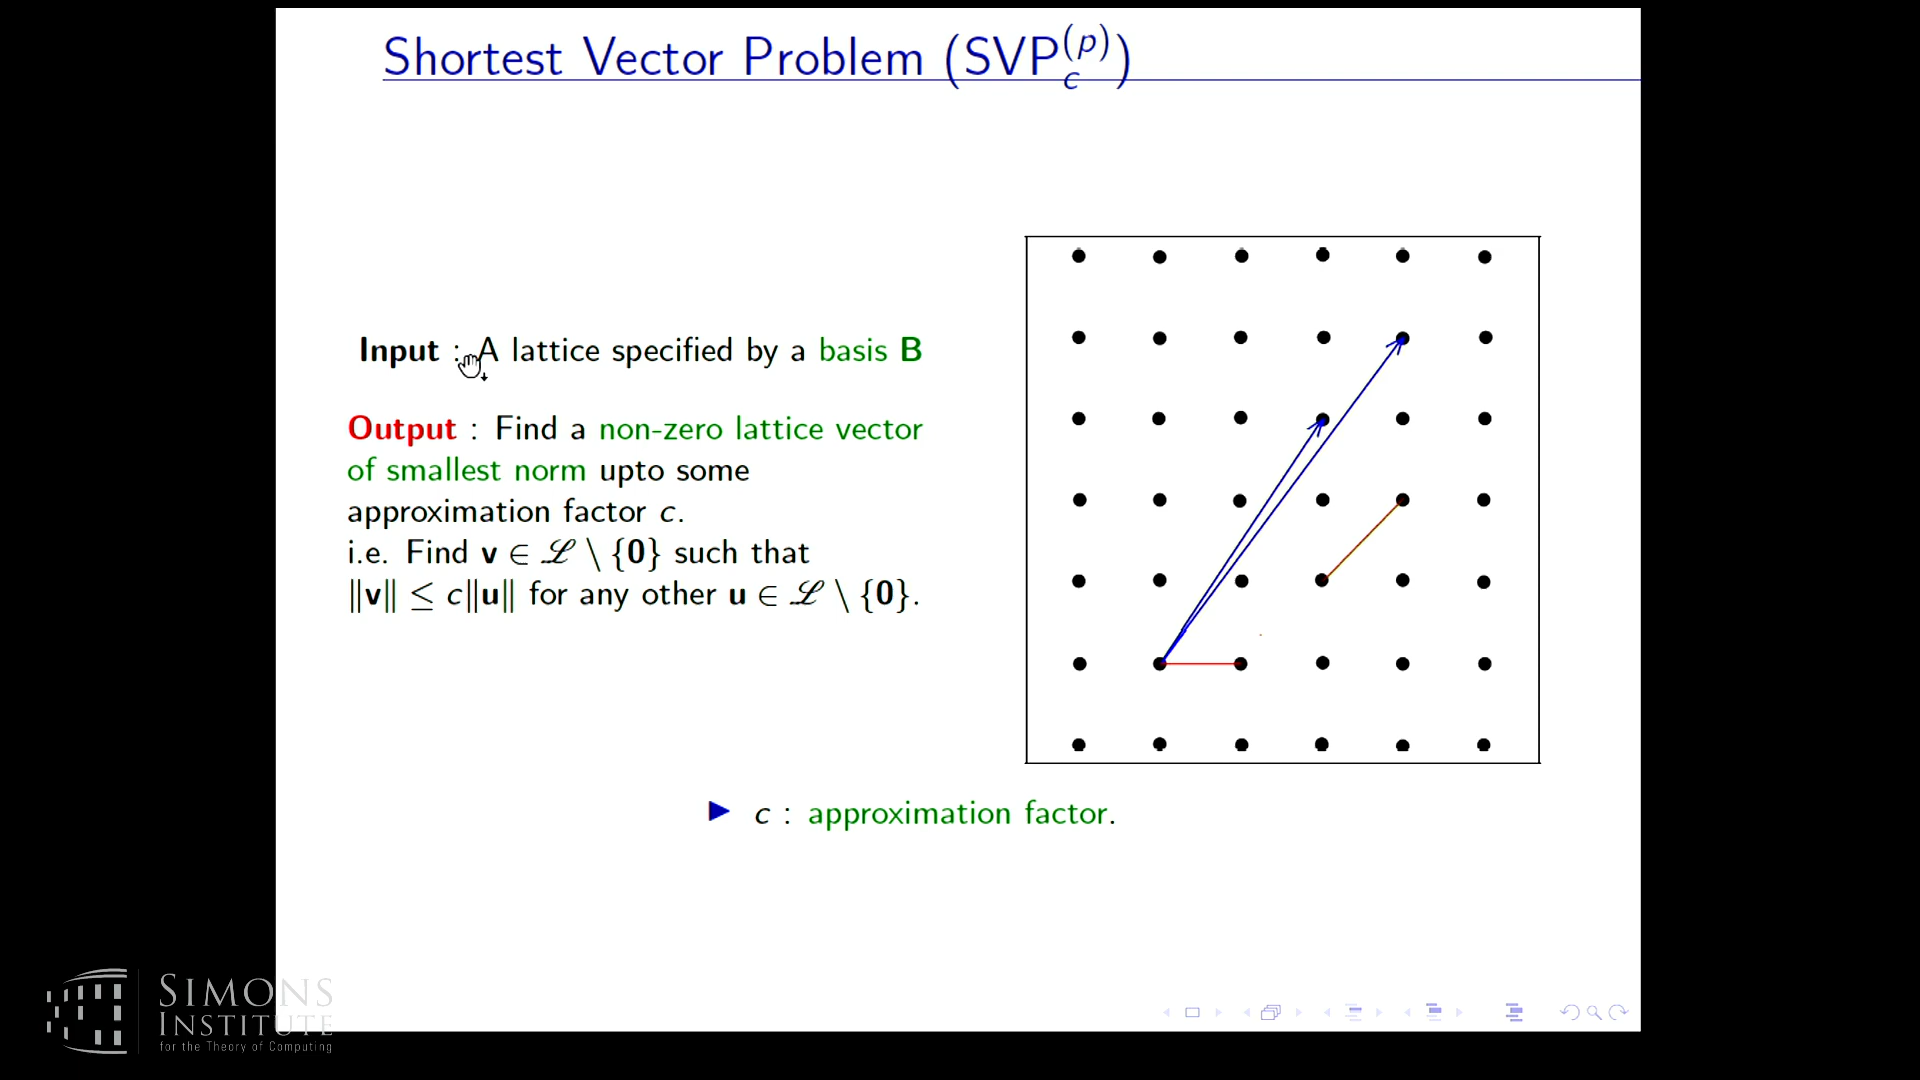 Shortest Vector Problem (SVP_c^{(p)})
Input : A lattice specified by a basis B
Output : Find a non-zero lattice vector
of smallest norm upto some
approximation factor c.
i.e. Find v ∈ ℒ \ {0} such that
‖v‖ ≤ c‖u‖ for any other u ∈ ℒ \ {0}.
▶ c : approximation factor.
SIMONS
INSTITUTE
for the Theory of Computing